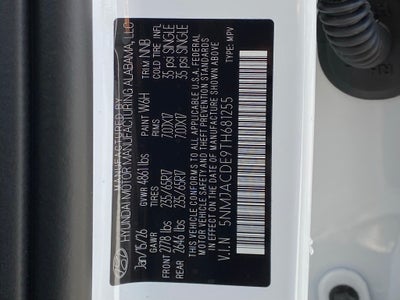 MANUFACTURED BY
HYUNDAI MOTOR MANUFACTURING ALABAMA, LLC
Jan/15/26 GVWR 4861 lbs PAINT W6H TRIM NNB
GAWR TIRES RIMS COLD TIRE INFL
FRONT 2778 lbs 235/65R17 7.0JX17 35 psi SINGLE
REAR 2646 lbs 235/65R17 7.0JX17 35 psi SINGLE
THIS VEHICLE CONFORMS TO ALL APPLICABLE U.S.A. FEDERAL
MOTOR VEHICLE SAFETY AND THEFT PREVENTION STANDARDS
IN EFFECT ON THE DATE OF MANUFACTURE SHOWN ABOVE
V.I.N 5NMJACDE9TH681255 TYPE: MPV